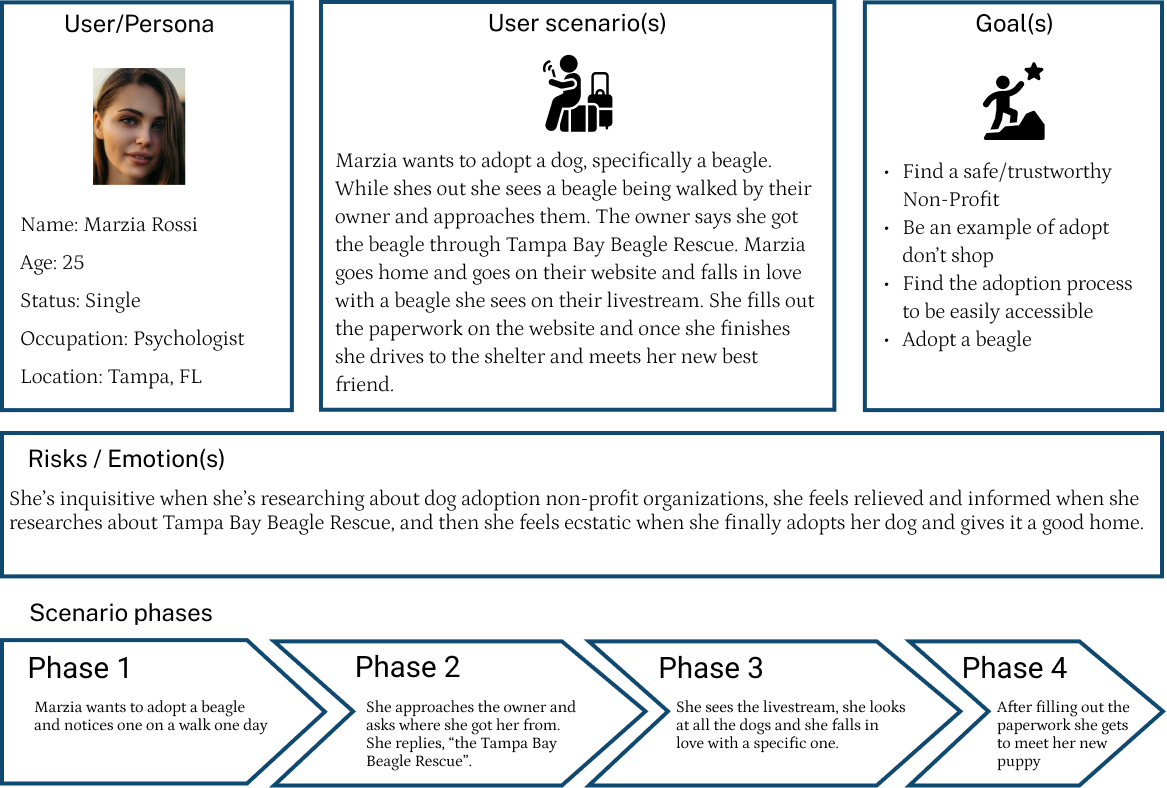 User/Persona
Name: Marzia Rossi
Age: 25
Status: Single
Occupation: Psychologist
Location: Tampa, FL
User scenario(s)
Marzia wants to adopt a dog, specifically a beagle.
While shes out she sees a beagle being walked by their
owner and approaches them. The owner says she got
the beagle through Tampa Bay Beagle Rescue. Marzia
goes home and goes on their website and falls in love
with a beagle she sees on their livestream. She fills out
the paperwork on the website and once she finishes
she drives to the shelter and meets her new best
friend.
Goal(s)
• Find a safe/trustworthy
Non-Profit
• Be an example of adopt
don't shop
• Find the adoption process
to be easily accessible
• Adopt a beagle
Risks / Emotion(s)
She's inquisitive when she's researching about dog adoption non-profit organizations, she feels relieved and informed when she
researches about Tampa Bay Beagle Rescue, and then she feels ecstatic when she finally adopts her dog and gives it a good home.
Scenario phases
Phase 1
Marzia wants to adopt a beagle
and notices one on a walk one day
Phase 2
She approaches the owner and
asks where she got her from.
She replies, “the Tampa Bay
Beagle Rescue”.
Phase 3
She sees the livestream, she looks
at all the dogs and she falls in
love with a specific one.
Phase 4
After filling out the
paperwork she gets
to meet her new
puppy